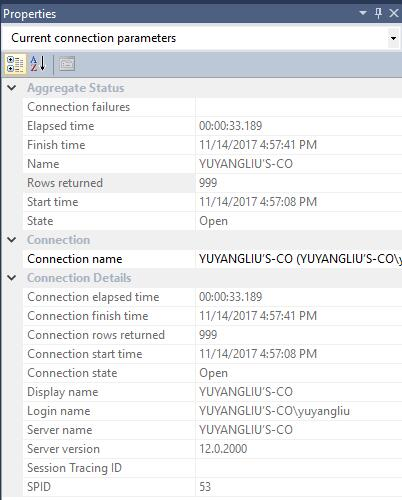 Properties
Current connection parameters
Aggregate Status
Connection failures
Elapsed time 00:00:33.189
Finish time 11/14/2017 4:57:41 PM
Name YUYANGLIU'S-CO
Rows returned 999
Start time 11/14/2017 4:57:08 PM
State Open
Connection
Connection name YUYANGLIU'S-CO (YUYANGLIU'S-CO\y
Connection Details
Connection elapsed time 00:00:33.189
Connection finish time 11/14/2017 4:57:41 PM
Connection rows returned 999
Connection start time 11/14/2017 4:57:08 PM
Connection state Open
Display name YUYANGLIU'S-CO
Login name YUYANGLIU'S-CO\yuyangliu
Server name YUYANGLIU'S-CO
Server version 12.0.2000
Session Tracing ID
SPID 53